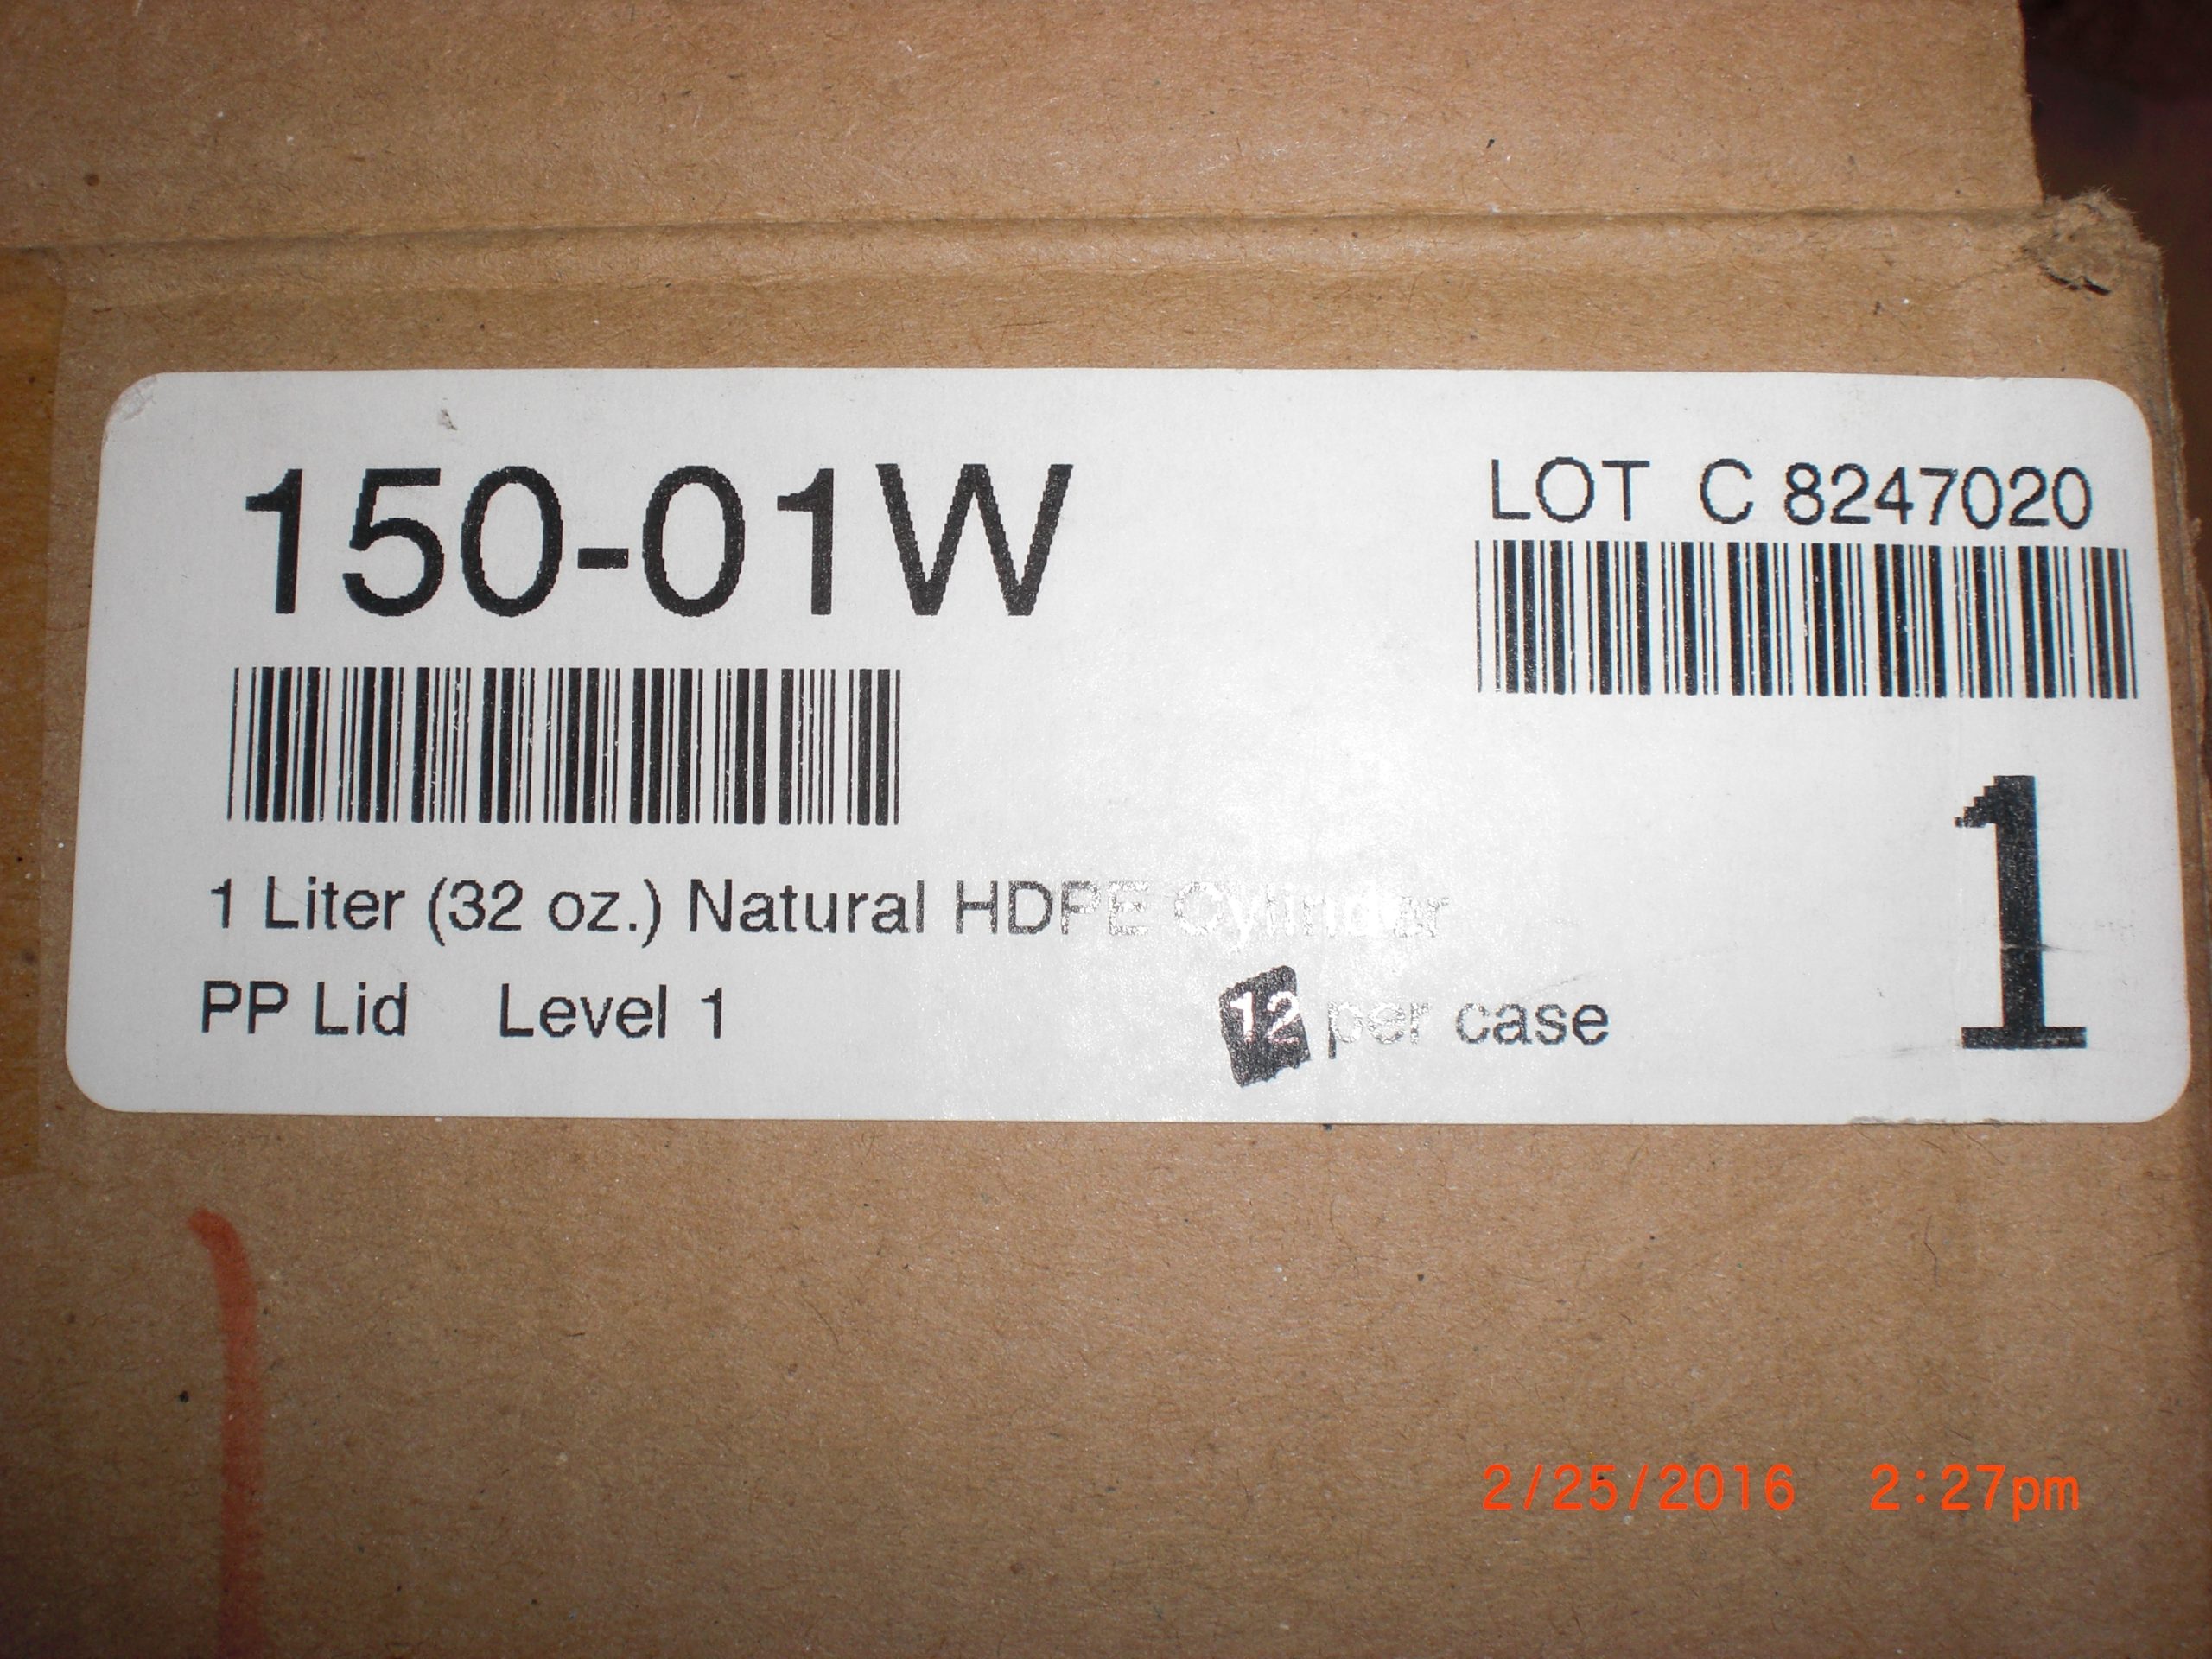 150-01W
LOT C 8247020
1 Liter (32 oz.) Natural HDPE Cylinder
PP Lid Level 1
12 per case
1
2/25/2016 2:27pm